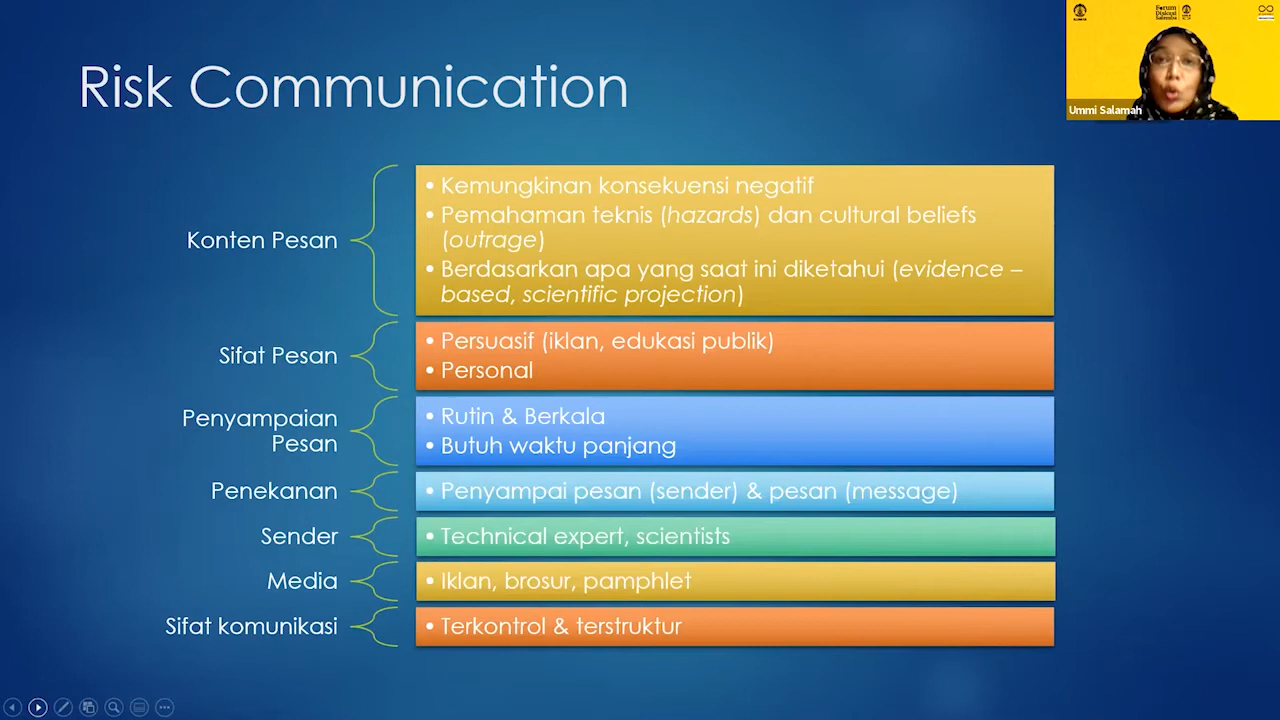 Forum
Diskusi
Salemba
Ummi Salamah
Risk Communication
Konten Pesan
• Kemungkinan konsekuensi negatif
• Pemahaman teknis (hazards) dan cultural beliefs
(outrage)
• Berdasarkan apa yang saat ini diketahui (evidence –
based, scientific projection)
Sifat Pesan
• Persuasif (iklan, edukasi publik)
• Personal
Penyampaian
Pesan
• Rutin & Berkala
• Butuh waktu panjang
Penekanan
• Penyampai pesan (sender) & pesan (message)
Sender
• Technical expert, scientists
Media
• Iklan, brosur, pamphlet
Sifat komunikasi
• Terkontrol & terstruktur